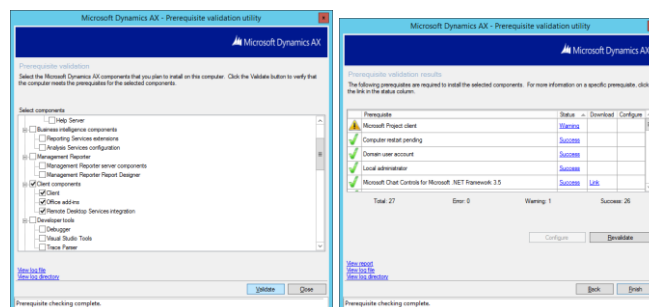 Microsoft Dynamics AX - Prerequisite validation utility
Microsoft Dynamics AX
Prerequisite validation
Select the Microsoft Dynamics AX components that you plan to install on this computer. Click the Validate button to verify that
the computer meets the prerequisites for the selected components.
Select components
Help Server
Business intelligence components
Reporting Services extensions
Analysis Services configuration
Management Reporter
Management Reporter server components
Management Reporter Report Designer
Client components
Client
Office add-ins
Remote Desktop Services integration
Developer tools
Debugger
Visual Studio Tools
Trace Parser
View log file
View log directory
Validate Close
Prerequisite checking complete.
Microsoft Dynamics AX - Prerequisite validation utility
Microsoft Dynamics AX
Prerequisite validation results
The following prerequisites are required to install the selected components. For more information on a specific prerequisite, click
the link in the status column.
Prerequisite Status Download Configure
Microsoft Project client Warning
Computer restart pending Success
Domain user account Success
Local administrator Success
Microsoft Chart Controls for Microsoft .NET Framework 3.5 Success Link
Total: 27 Error: 0 Warning: 1 Success: 26
Configure Revalidate
View report
View log file
View log directory
Back Finish
Prerequisite checking complete.